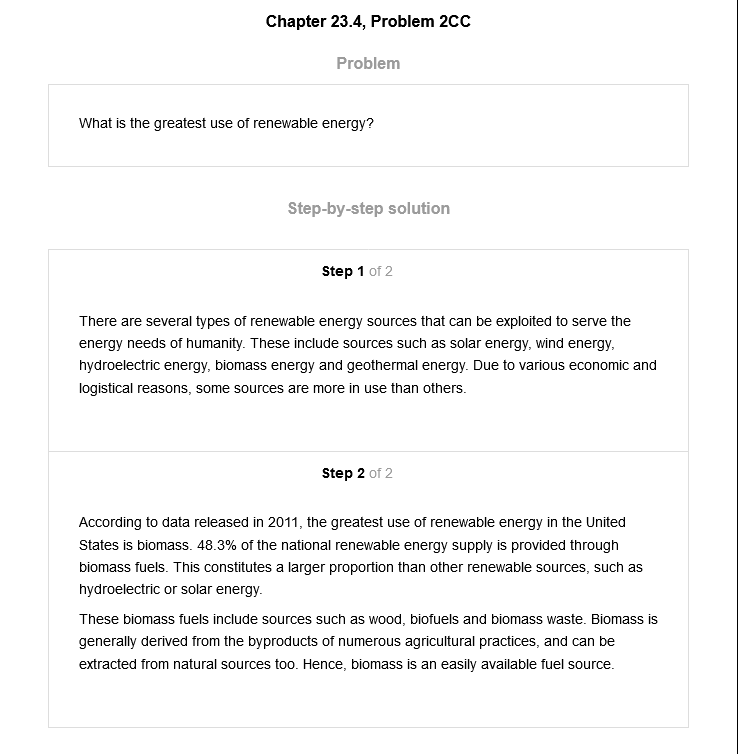 Chapter 23.4, Problem 2CC
Problem
What is the greatest use of renewable energy?
Step-by-step solution
Step 1 of 2
There are several types of renewable energy sources that can be exploited to serve the
energy needs of humanity. These include sources such as solar energy, wind energy,
hydroelectric energy, biomass energy and geothermal energy. Due to various economic and
logistical reasons, some sources are more in use than others.
Step 2 of 2
According to data released in 2011, the greatest use of renewable energy in the United
States is biomass. 48.3% of the national renewable energy supply is provided through
biomass fuels. This constitutes a larger proportion than other renewable sources, such as
hydroelectric or solar energy.
These biomass fuels include sources such as wood, biofuels and biomass waste. Biomass is
generally derived from the byproducts of numerous agricultural practices, and can be
extracted from natural sources too. Hence, biomass is an easily available fuel source.